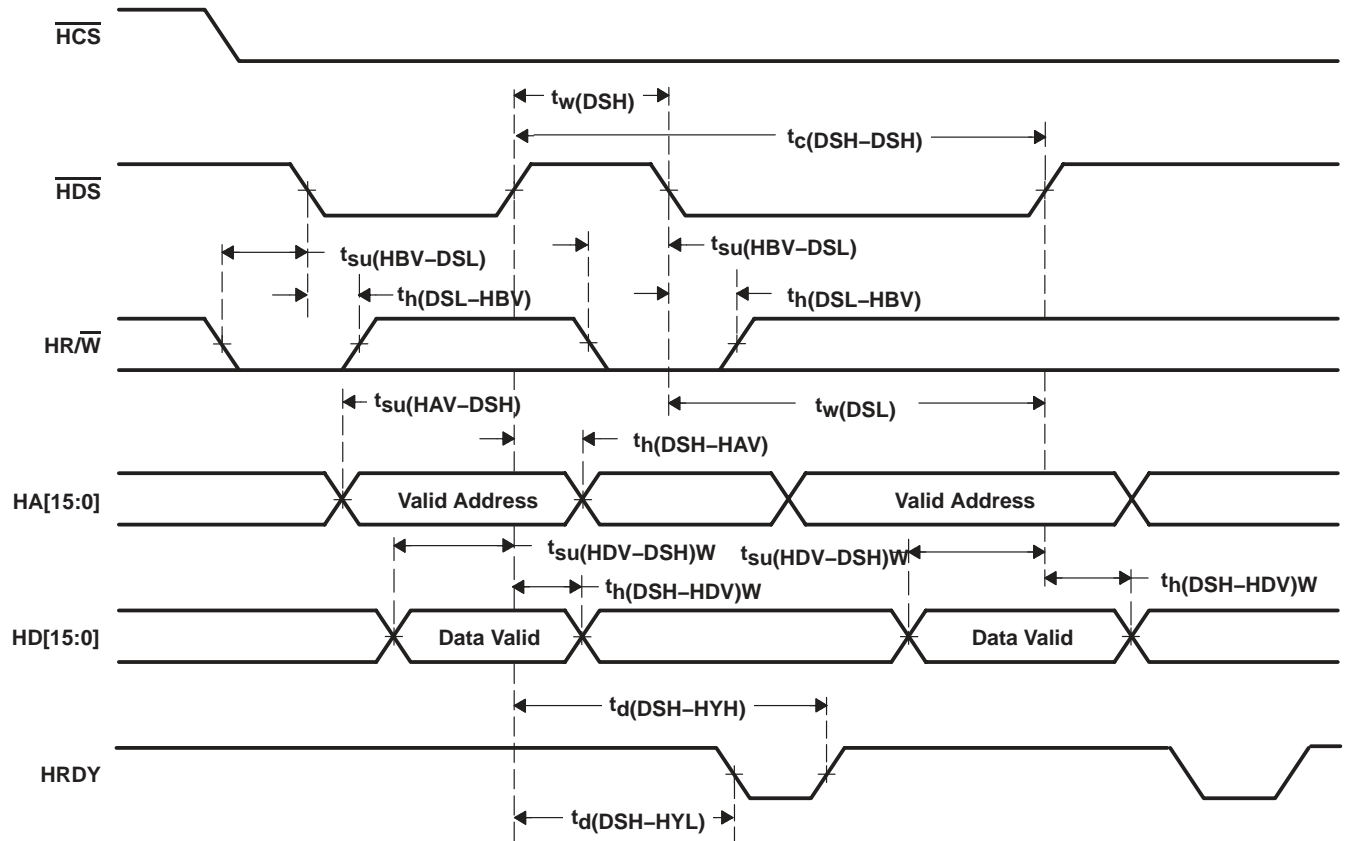 HCS
tw(DSH)
tc(DSH–DSH)
HDS
tsu(HBV–DSL)
tsu(HBV–DSL)
th(DSL–HBV)
th(DSL–HBV)
HR/W
tsu(HAV–DSH)
tw(DSL)
th(DSH–HAV)
HA[15:0]
Valid Address
Valid Address
tsu(HDV–DSH)W
tsu(HDV–DSH)W
th(DSH–HDV)W
th(DSH–HDV)W
HD[15:0]
Data Valid
Data Valid
td(DSH–HYH)
HRDY
td(DSH–HYL)